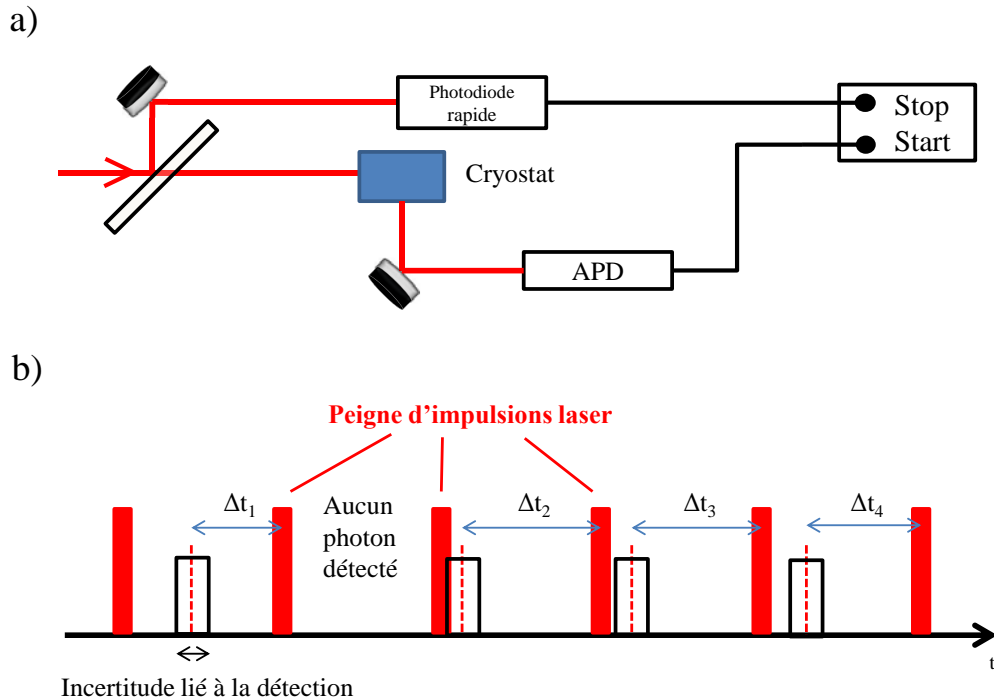 a)
Photodiode
rapide
Stop
Start
Cryostat
APD
b)
Peigne d’impulsions laser
Δt1
Aucun
photon
détecté
Δt2
Δt3
Δt4
t
Incertitude lié à la détection